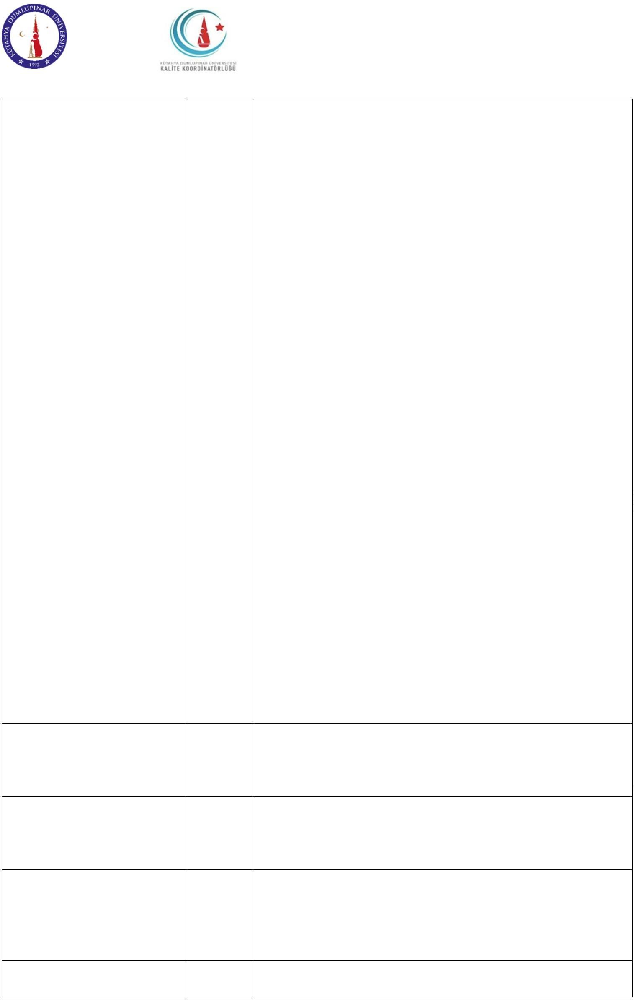 KÜTAHYA DUMLUPINAR ÜNİVERSİTESİ
1992
KÜTAHYA DUMLUPINAR ÜNİVERSİTESİ
KALİTE KOORDİNATÖRLÜĞÜ